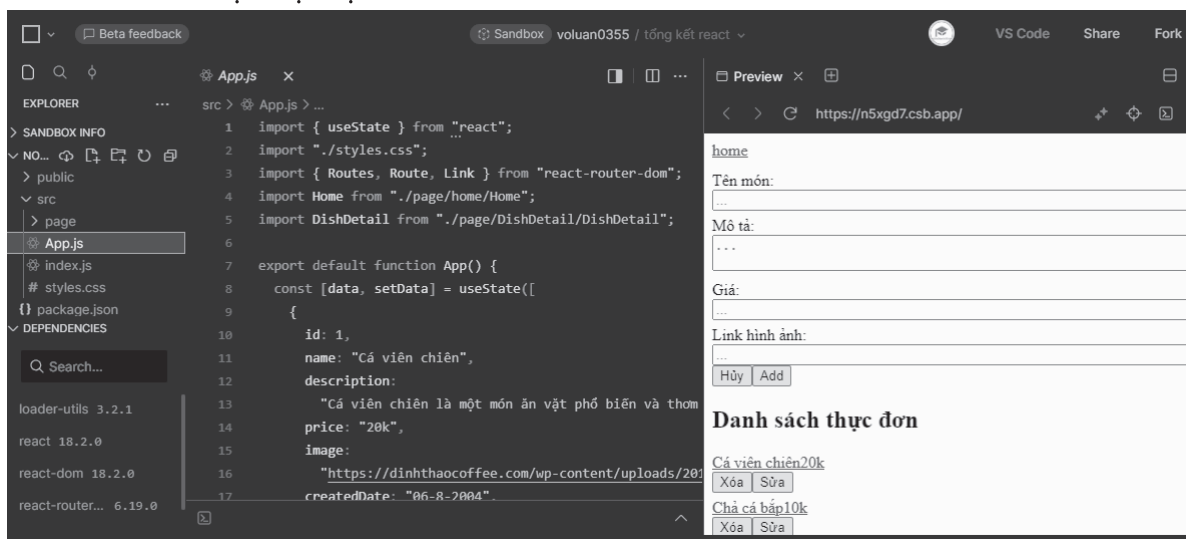 Beta feedback
Sandbox voluan0355 / tổng kết react
VS Code
Share
Fork
EXPLORER
SANDBOX INFO
NO...
public
src
page
App.js
index.js
# styles.css
{} package.json
DEPENDENCIES
Search...
loader-utils 3.2.1
react 18.2.0
react-dom 18.2.0
react-router... 6.19.0
App.js
src > App.js > ...
1 import { useState } from "react";
2 import "./styles.css";
3 import { Routes, Route, Link } from "react-router-dom";
4 import Home from "./page/home/Home";
5 import DishDetail from "./page/DishDetail/DishDetail";
6
7 export default function App() {
8 const [data, setData] = useState([
9 {
10 id: 1,
11 name: "Cá viên chiên",
12 description:
13 "Cá viên chiên là một món ăn vặt phổ biến và thơm
14 price: "20k",
15 image:
16 "https://dinhthaocoffee.com/wp-content/uploads/201
17 createdDate: "06-8-2004",
Preview
https://n5xgd7.csb.app/
home
Tên món:
...
Mô tả:
...
Giá:
...
Link hình ảnh:
...
Hủy Add
Danh sách thực đơn
Cá viên chiên20k
Xóa Sửa
Chả cá bắp10k
Xóa Sửa